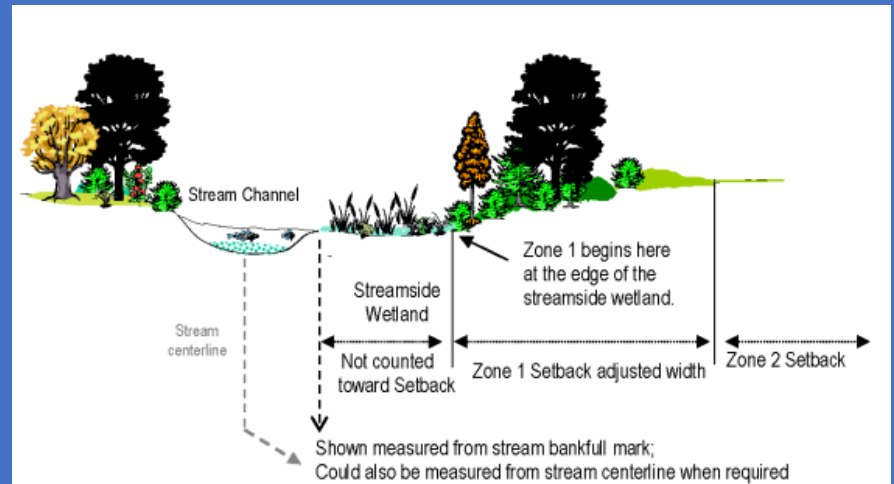 Stream Channel
Zone 1 begins here
at the edge of the
streamside wetland.
Streamside
Wetland
Stream
centerline
Not counted
toward Setback
Zone 1 Setback adjusted width
Zone 2 Setback
Shown measured from stream bankfull mark;
Could also be measured from stream centerline when required